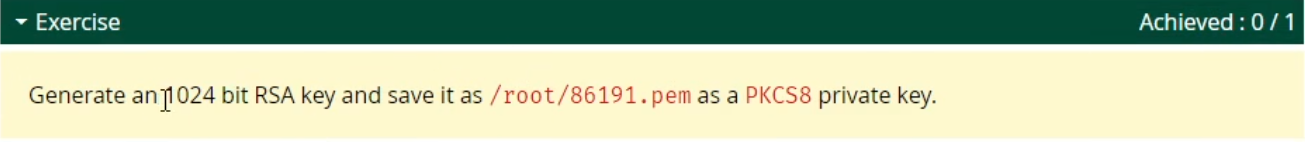 Exercise
Achieved : 0 / 1
Generate an 1024 bit RSA key and save it as /root/86191.pem as a PKCS8 private key.